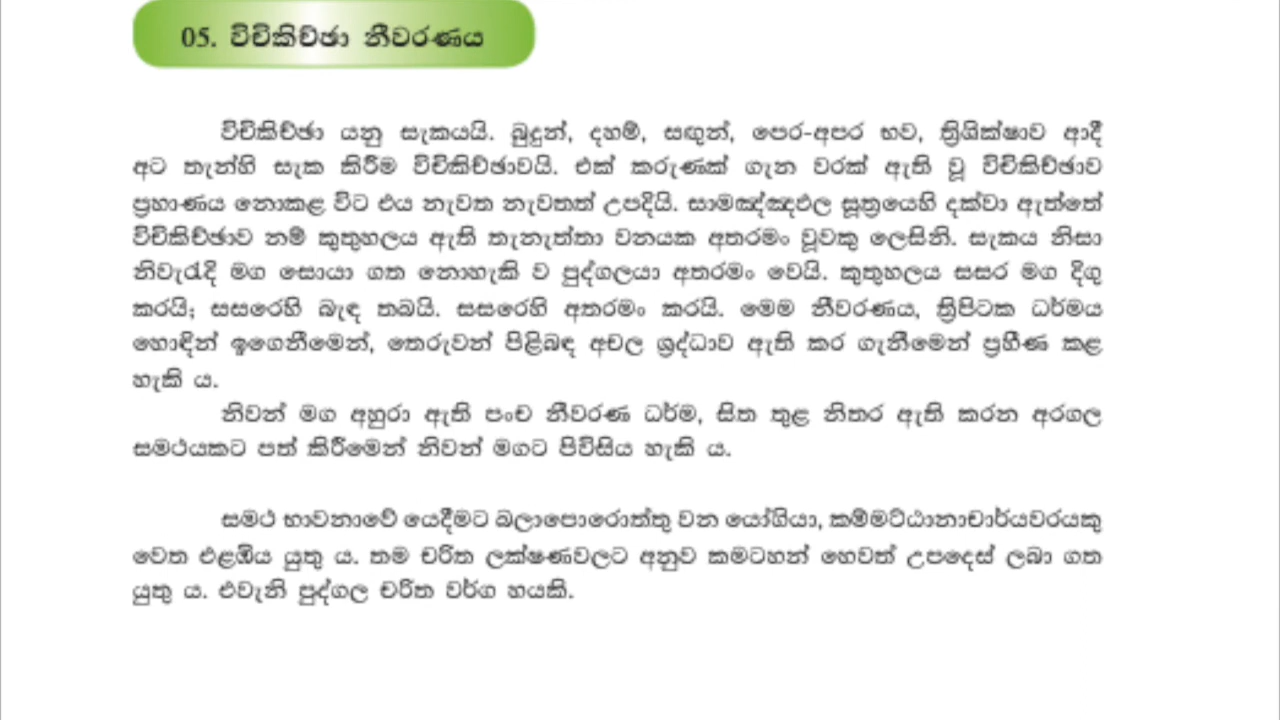 05. විචිකිච්ඡා නීවරණය
විචිකිච්ඡා යනු සැකයයි. බුදුන්, දහම්, සඟුන්, පෙර-අපර භව, ත්‍රිශික්ෂාව ආදී
අට තැන්හි සැක කිරීම විචිකිච්ඡාවයි. එක් කරුණක් ගැන වරක් ඇති වූ විචිකිච්ඡාව
ප්‍රහාණය නොකළ විට එය නැවත නැවතත් උපදියි. සාමඤ්ඤඵල සූත්‍රයෙහි දක්වා ඇත්තේ
විචිකිච්ඡාව නම් කුතුහලය ඇති තැනැත්තා වනයක අතරමං වූවකු ලෙසිනි. සැකය නිසා
නිවැරැදි මග සොයා ගත නොහැකි ව පුද්ගලයා අතරමං වෙයි. කුතුහලය සසර මග දිගු
කරයි; සසරෙහි බැඳ තබයි. සසරෙහි අතරමං කරයි. මෙම නීවරණය, ත්‍රිපිටක ධර්මය
හොඳින් ඉගෙනීමෙන්, තෙරුවන් පිළිබඳ අචල ශ්‍රද්ධාව ඇති කර ගැනීමෙන් ප්‍රහීණ කළ
හැකි ය.
නිවන් මග අහුරා ඇති පංච නීවරණ ධර්ම, සිත තුළ නිතර ඇති කරන අරගල
සමථයකට පත් කිරීමෙන් නිවන් මගට පිවිසිය හැකි ය.
සමථ භාවනාවේ යෙදීමට බලාපොරොත්තු වන යෝගියා, කම්මට්ඨානාචාර්යවරයකු
වෙත එළඹිය යුතු ය. තම චරිත ලක්ෂණවලට අනුව කමටහන් හෙවත් උපදෙස් ලබා ගත
යුතු ය. එවැනි පුද්ගල චරිත වර්ග හයකි.